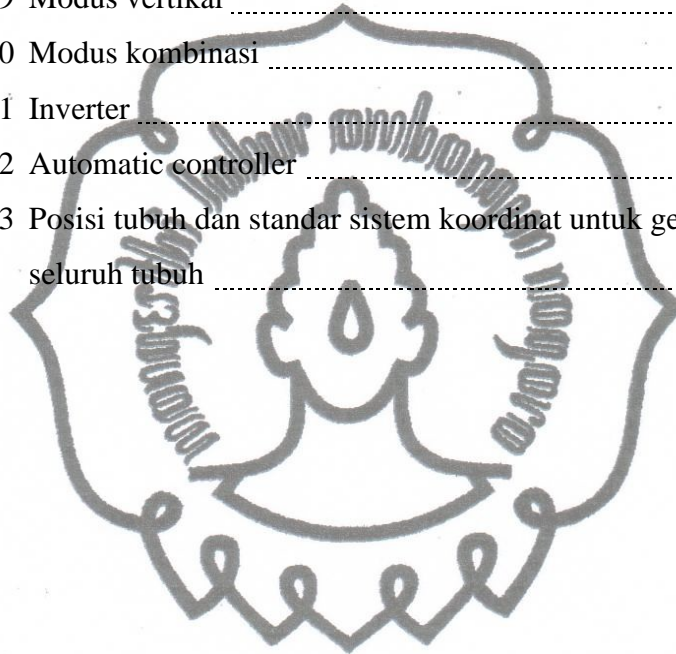 9 Modus vertikal
0 Modus kombinasi
1 Inverter
2 Automatic controller
3 Posisi tubuh dan standar sistem koordinat untuk ge
seluruh tubuh